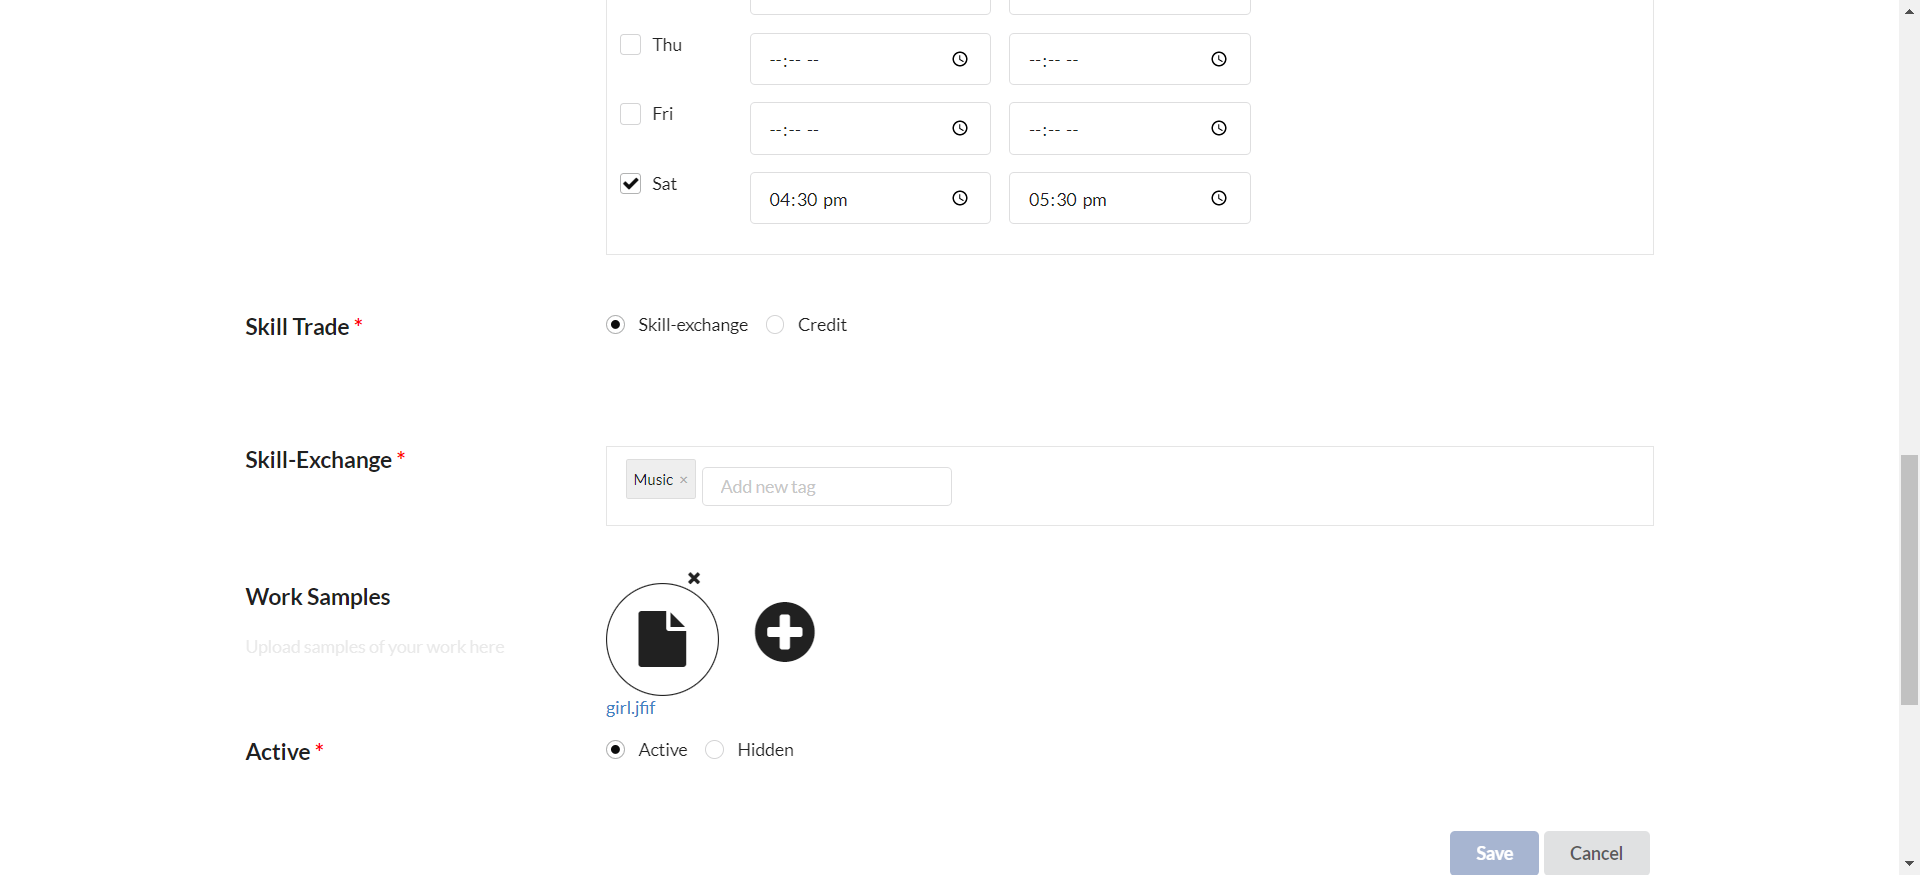 Thu --:-- -- --:-- --
Fri --:-- -- --:-- --
Sat 04:30 pm 05:30 pm
Skill Trade * Skill-exchange Credit
Skill-Exchange * Music × Add new tag
Work Samples
Upload samples of your work here
girl.jfif
Active * Active Hidden
Save Cancel